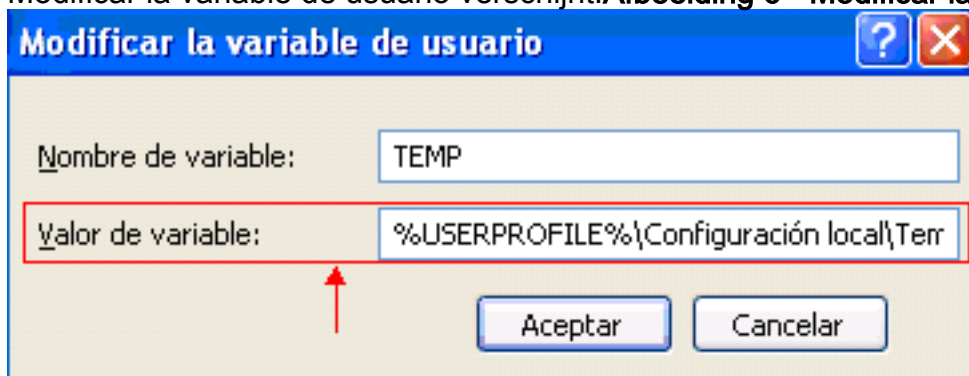 Modificar la variable de usuario
Nombre de variable: TEMP
Valor de variable: %USERPROFILE%\Configuración local\Tem
Aceptar Cancelar